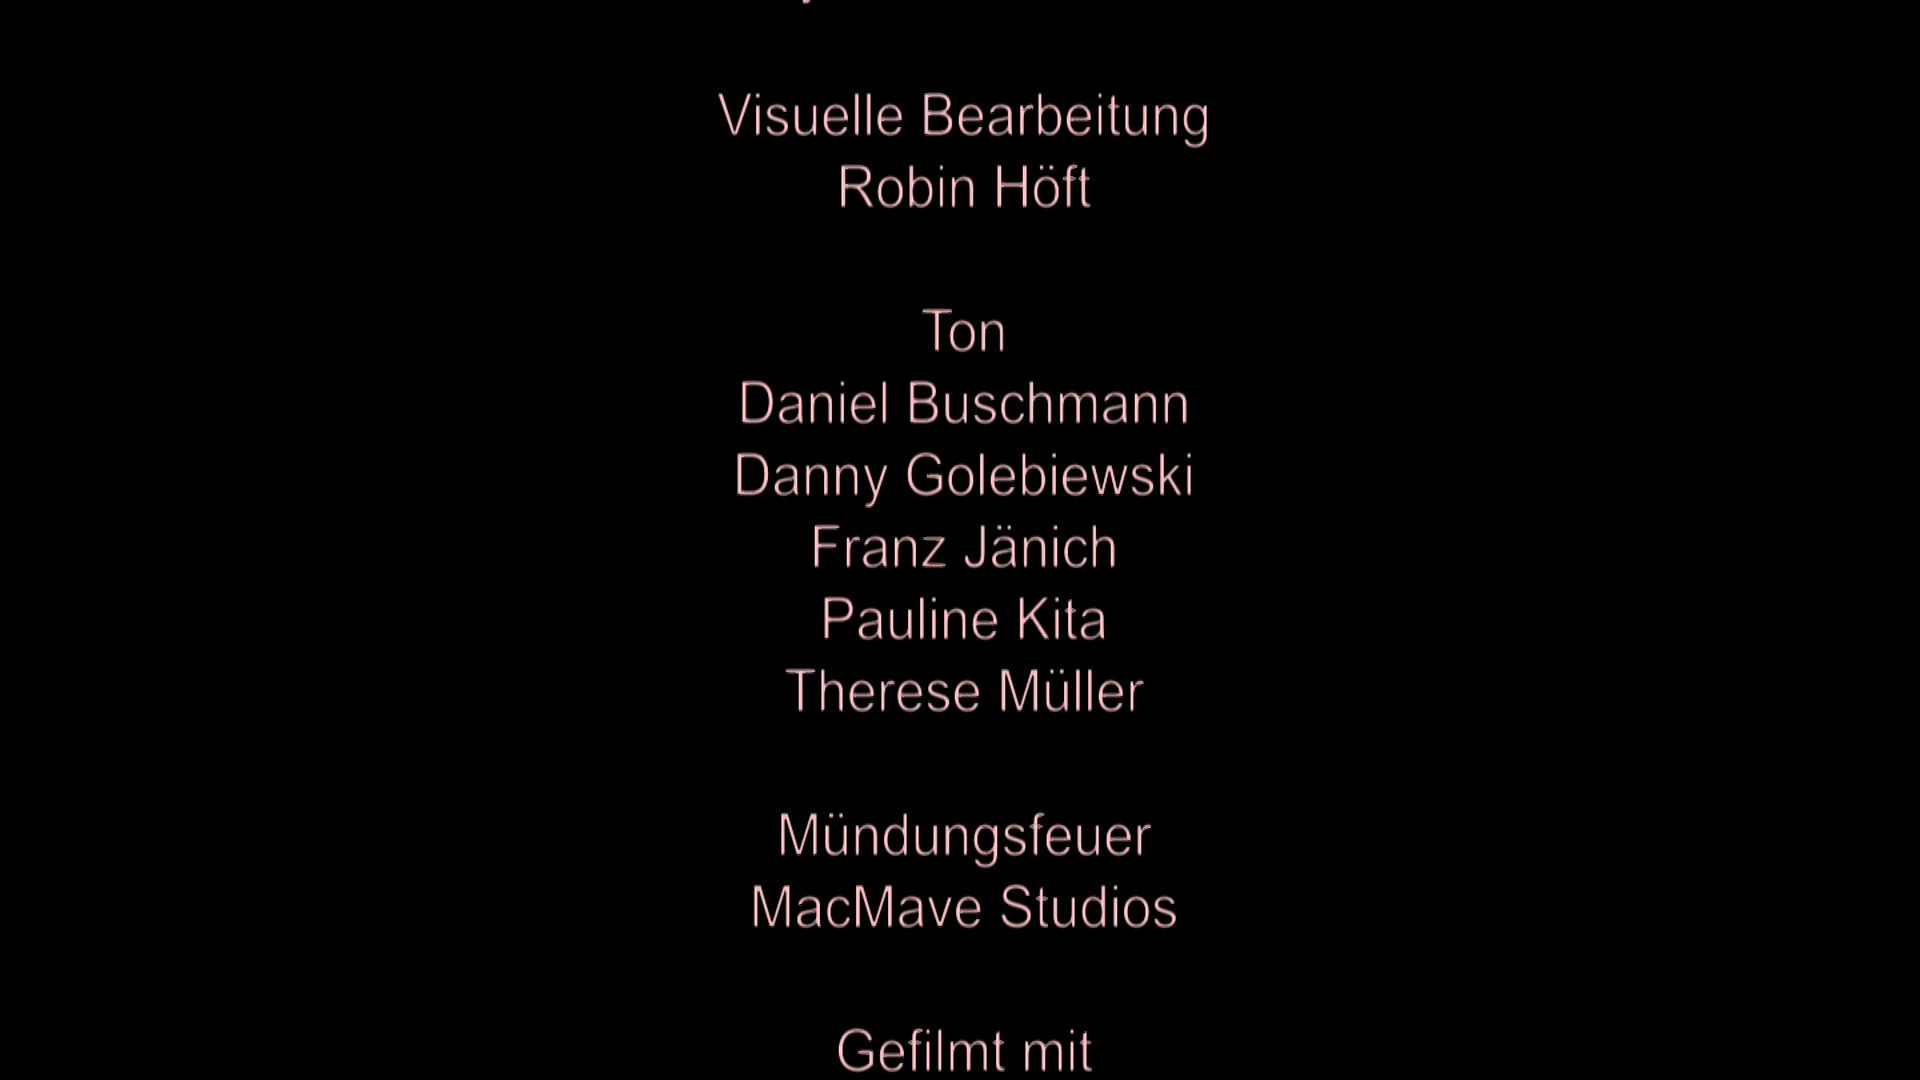 Visuelle Bearbeitung
Robin Höft
Ton
Daniel Buschmann
Danny Golebiewski
Franz Jänich
Pauline Kita
Therese Müller
Mündungsfeuer
MacMave Studios
Gefilmt mit